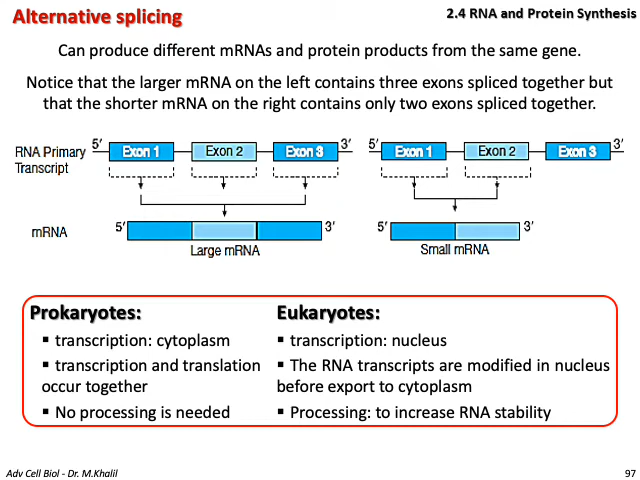 Alternative splicing
2.4 RNA and Protein Synthesis
Can produce different mRNAs and protein products from the same gene.
Notice that the larger mRNA on the left contains three exons spliced together but
that the shorter mRNA on the right contains only two exons spliced together.
RNA Primary
Transcript
5′ Exon 1 Exon 2 Exon 3 3′
5′ Exon 1 Exon 2 Exon 3 3′
mRNA
5′ 3′
Large mRNA
5′ 3′
Small mRNA
Prokaryotes:
▪ transcription: cytoplasm
▪ transcription and translation
occur together
▪ No processing is needed
Eukaryotes:
▪ transcription: nucleus
▪ The RNA transcripts are modified in nucleus
before export to cytoplasm
▪ Processing: to increase RNA stability
Adv Cell Biol - Dr. M.Khalil
97